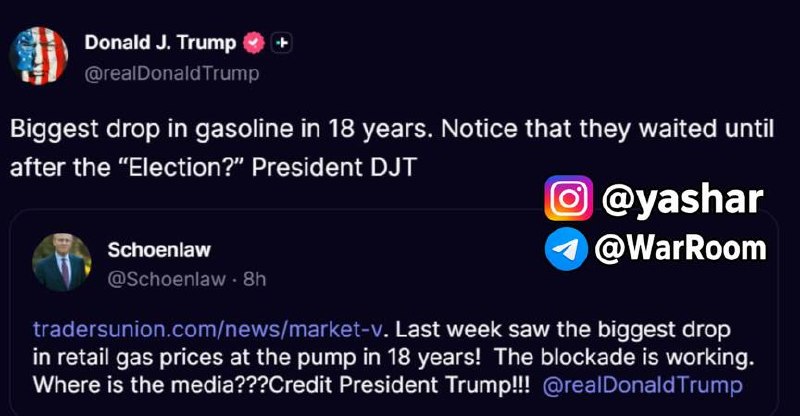 Donald J. Trump
@realDonaldTrump
Biggest drop in gasoline in 18 years. Notice that they waited until
after the “Election?” President DJT
@yashar
@WarRoom
Schoenlaw
@Schoenlaw · 8h
tradersunion.com/news/market-v. Last week saw the biggest drop
in retail gas prices at the pump in 18 years! The blockade is working.
Where is the media???Credit President Trump!!! @realDonaldTrump